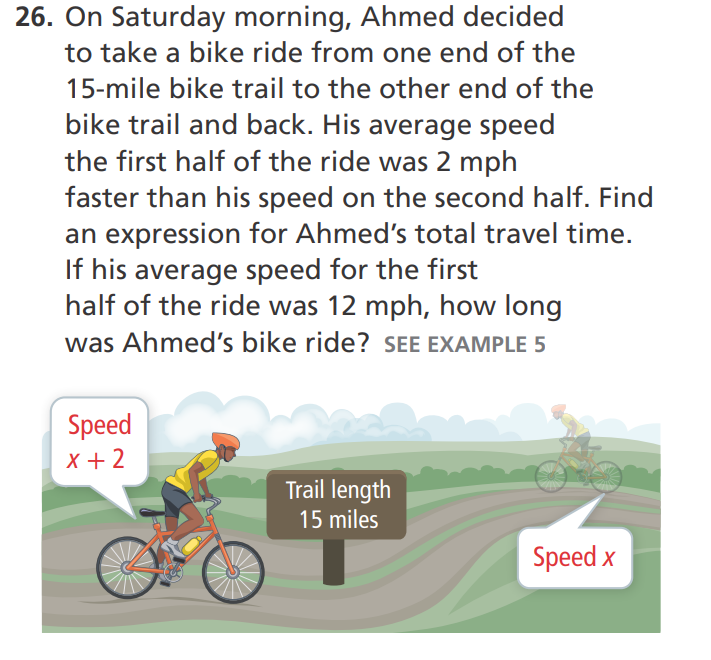 26. On Saturday morning, Ahmed decided
to take a bike ride from one end of the
15-mile bike trail to the other end of the
bike trail and back. His average speed
the first half of the ride was 2 mph
faster than his speed on the second half. Find
an expression for Ahmed’s total travel time.
If his average speed for the first
half of the ride was 12 mph, how long
was Ahmed’s bike ride? SEE EXAMPLE 5
Speed
x + 2
Trail length
15 miles
Speed x